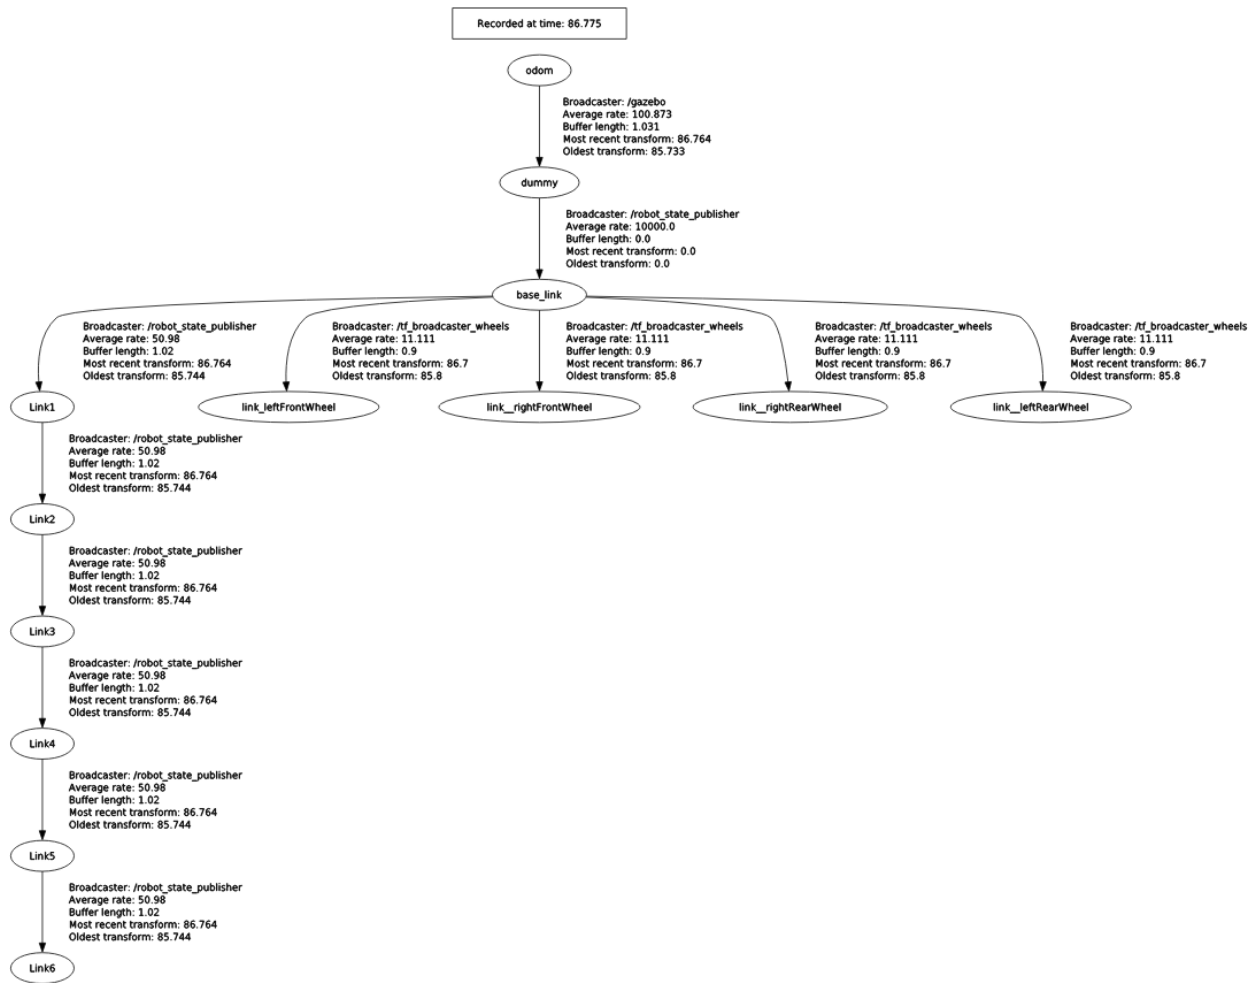 Recorded at time: 86.775
odom
Broadcaster: /gazebo
Average rate: 100.873
Buffer length: 1.031
Most recent transform: 86.764
Oldest transform: 85.733
dummy
Broadcaster: /robot_state_publisher
Average rate: 10000.0
Buffer length: 0.0
Most recent transform: 0.0
Oldest transform: 0.0
base_link
Broadcaster: /robot_state_publisher
Average rate: 50.98
Buffer length: 1.02
Most recent transform: 86.764
Oldest transform: 85.744
Broadcaster: /tf_broadcaster_wheels
Average rate: 11.111
Buffer length: 0.9
Most recent transform: 86.7
Oldest transform: 85.8
Broadcaster: /tf_broadcaster_wheels
Average rate: 11.111
Buffer length: 0.9
Most recent transform: 86.7
Oldest transform: 85.8
Broadcaster: /tf_broadcaster_wheels
Average rate: 11.111
Buffer length: 0.9
Most recent transform: 86.7
Oldest transform: 85.8
Broadcaster: /tf_broadcaster_wheels
Average rate: 11.111
Buffer length: 0.9
Most recent transform: 86.7
Oldest transform: 85.8
Link1
link_leftFrontWheel
link__rightFrontWheel
link__rightRearWheel
link__leftRearWheel
Broadcaster: /robot_state_publisher
Average rate: 50.98
Buffer length: 1.02
Most recent transform: 86.764
Oldest transform: 85.744
Link2
Broadcaster: /robot_state_publisher
Average rate: 50.98
Buffer length: 1.02
Most recent transform: 86.764
Oldest transform: 85.744
Link3
Broadcaster: /robot_state_publisher
Average rate: 50.98
Buffer length: 1.02
Most recent transform: 86.764
Oldest transform: 85.744
Link4
Broadcaster: /robot_state_publisher
Average rate: 50.98
Buffer length: 1.02
Most recent transform: 86.764
Oldest transform: 85.744
Link5
Broadcaster: /robot_state_publisher
Average rate: 50.98
Buffer length: 1.02
Most recent transform: 86.764
Oldest transform: 85.744
Link6